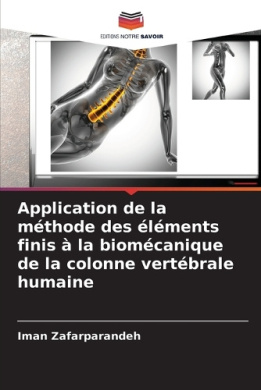 EDITIONS NOTRE SAVOIR
Application de la
méthode des éléments
finis à la biomécanique
de la colonne vertébrale
humaine
Iman Zafarparandeh